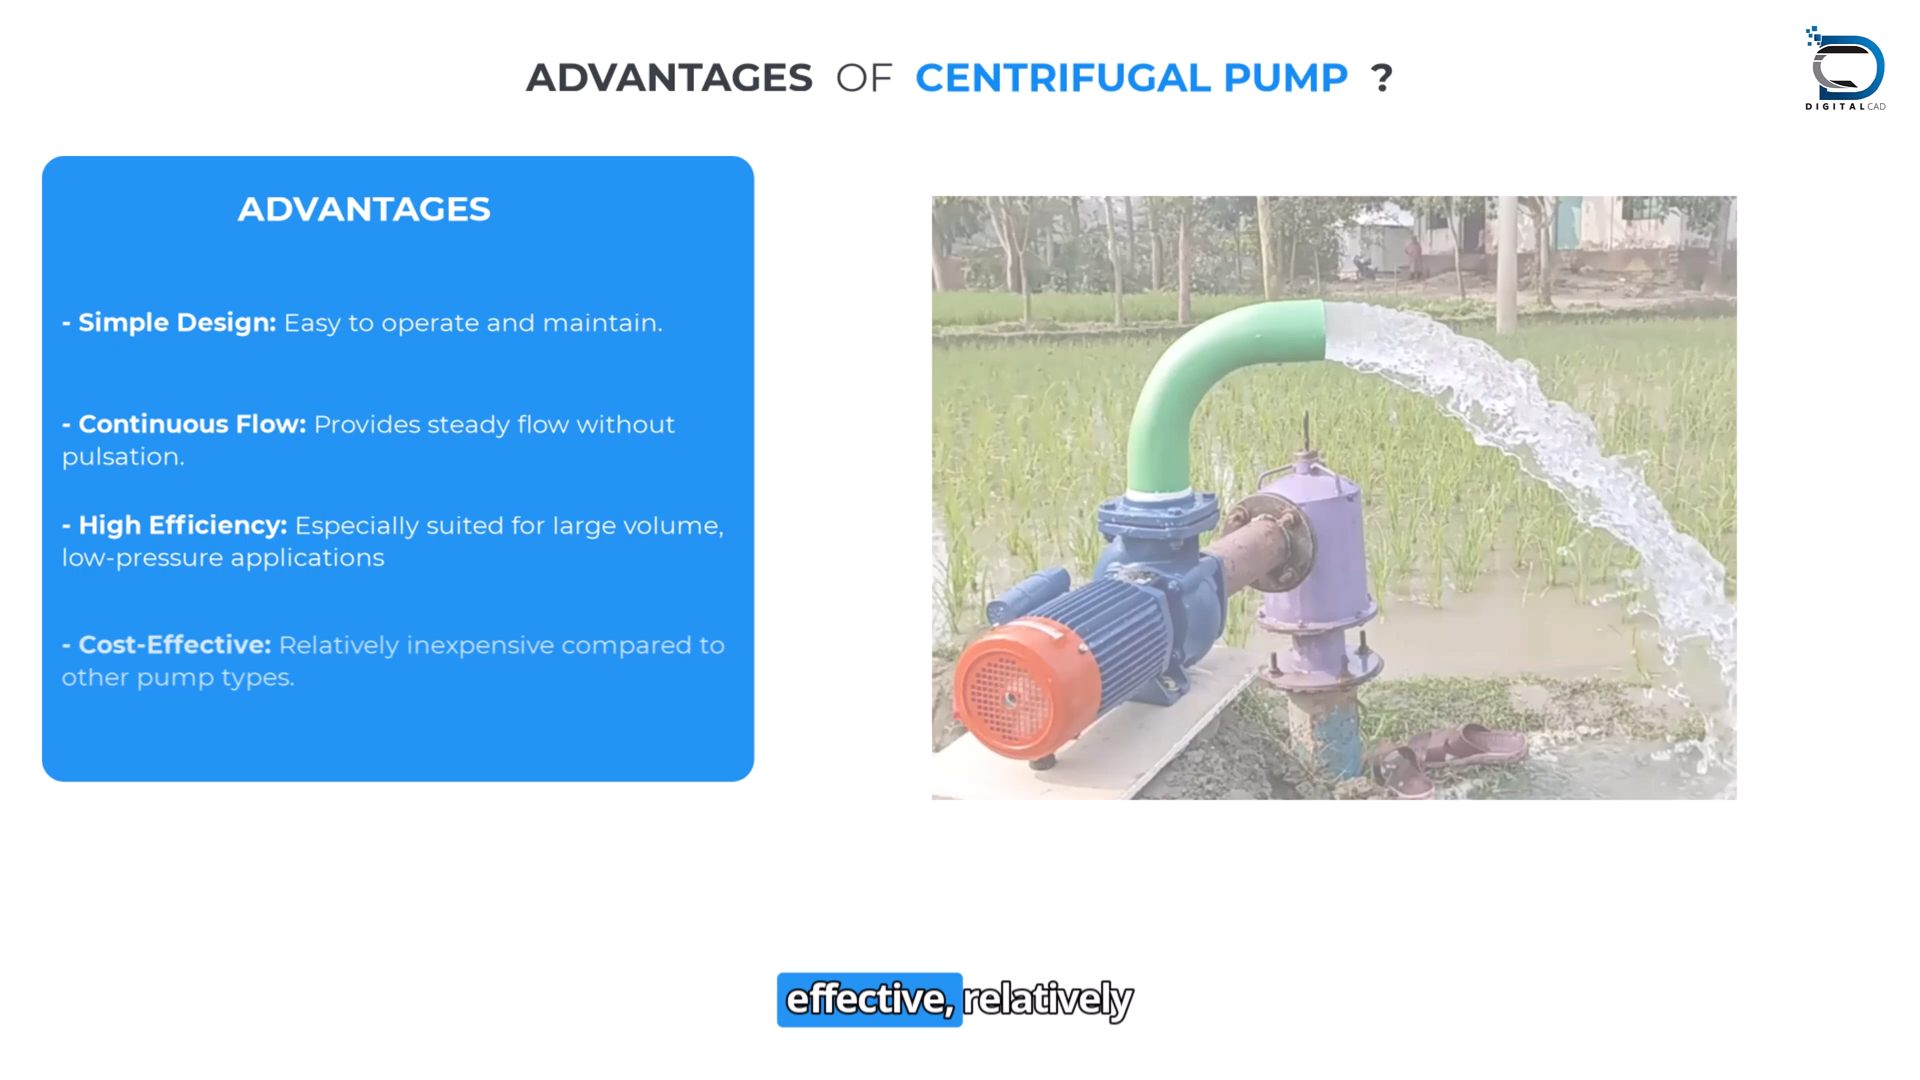 ADVANTAGES OF CENTRIFUGAL PUMP ?
DIGITALCAD
ADVANTAGES
- Simple Design: Easy to operate and maintain.
- Continuous Flow: Provides steady flow without
pulsation.
- High Efficiency: Especially suited for large volume,
low-pressure applications
- Cost-Effective: Relatively inexpensive compared to
other pump types.
effective, relatively